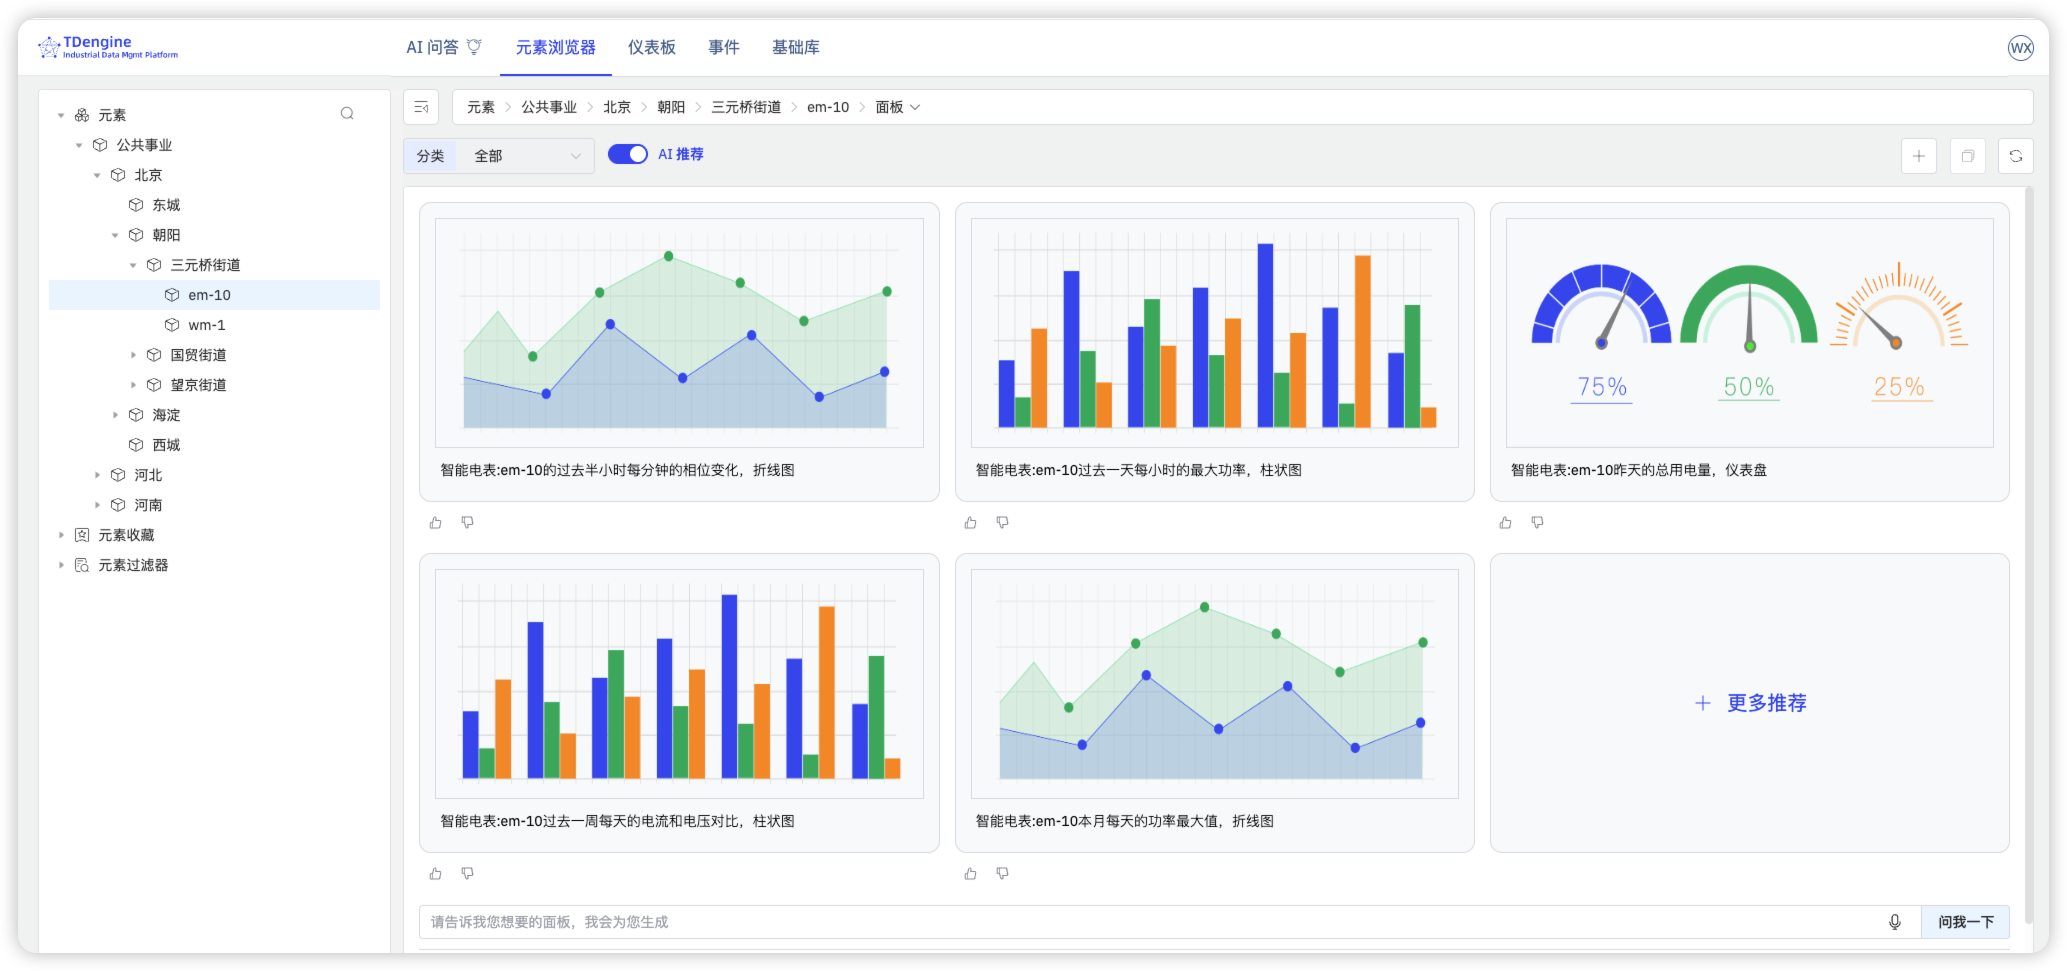 TDengine
Industrial Data Mgmt Platform
AI 问答
元素浏览器
仪表板
事件
基础库
WX
元素
公共事业
北京
东城
朝阳
三元桥街道
em-10
wm-1
国贸街道
望京街道
海淀
西城
河北
河南
元素收藏
元素过滤器
元素 > 公共事业 > 北京 > 朝阳 > 三元桥街道 > em-10 > 面板
分类 全部
AI 推荐
75% 50% 25%
智能电表:em-10的过去半小时每分钟的相位变化，折线图
智能电表:em-10过去一天每小时的最大功率，柱状图
智能电表:em-10昨天的总用电量，仪表盘
更多推荐
智能电表:em-10过去一周每天的电流和电压对比，柱状图
智能电表:em-10本月每天的功率最大值，折线图
请告诉我您想要的面板，我会为您生成
问我一下